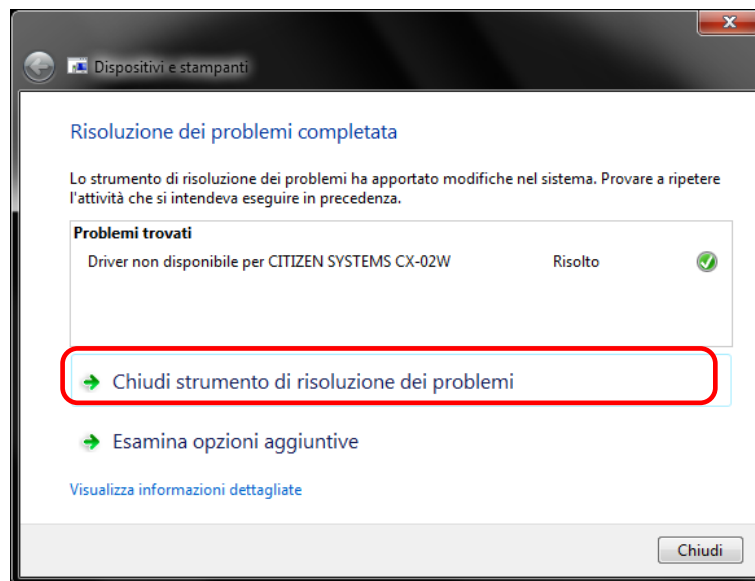 Dispositivi e stampanti
Risoluzione dei problemi completata
Lo strumento di risoluzione dei problemi ha apportato modifiche nel sistema. Provare a ripetere
l'attività che si intendeva eseguire in precedenza.
Problemi trovati
Driver non disponibile per CITIZEN SYSTEMS CX-02W Risolto
Chiudi strumento di risoluzione dei problemi
Esamina opzioni aggiuntive
Visualizza informazioni dettagliate
Chiudi